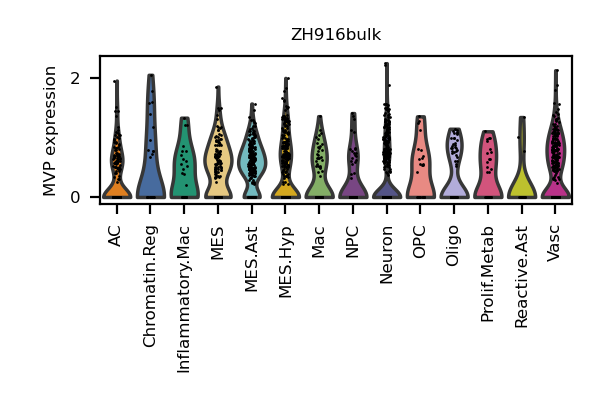 ZH916bulk
MVP expression
2
0
AC
Chromatin.Reg
Inflammatory.Mac
MES
MES.Ast
MES.Hyp
Mac
NPC
Neuron
OPC
Oligo
Prolif.Metab
Reactive.Ast
Vasc